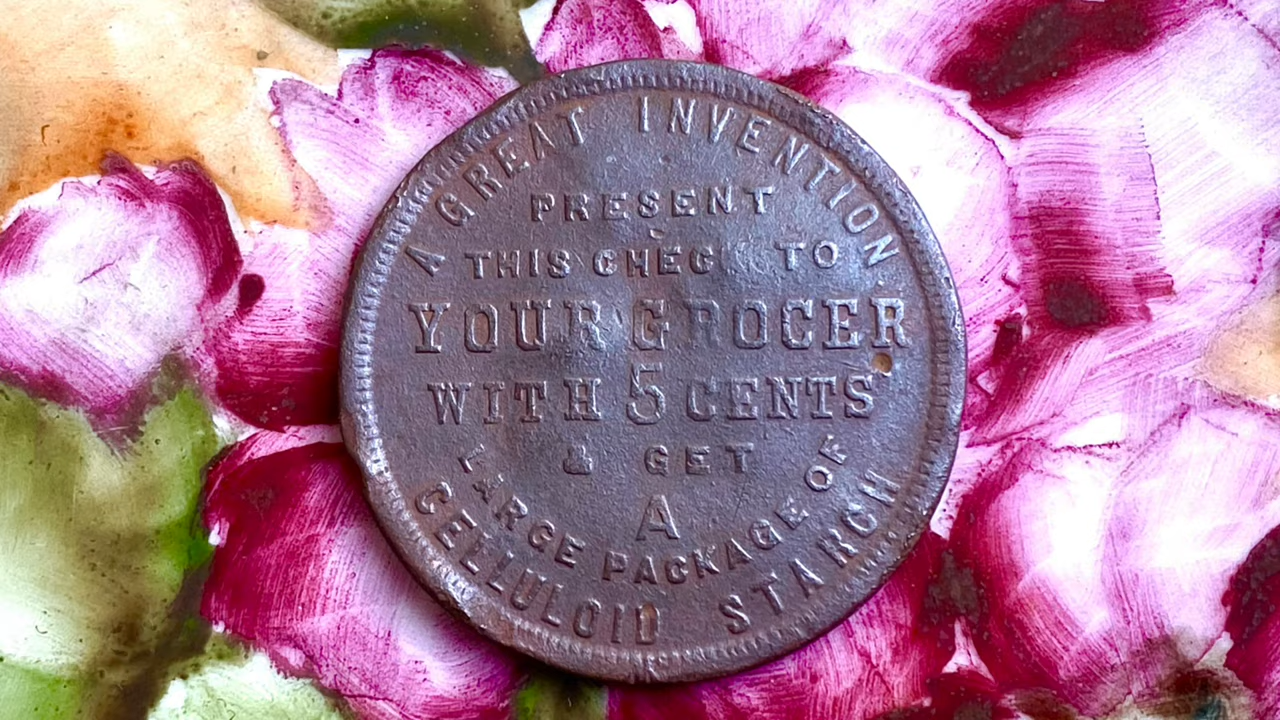 A GREAT INVENTION
PRESENT
THIS CHECK TO
YOUR GROCER
WITH 5 CENTS
& GET
A
LARGE PACKAGE OF
CELLULOID STARCH